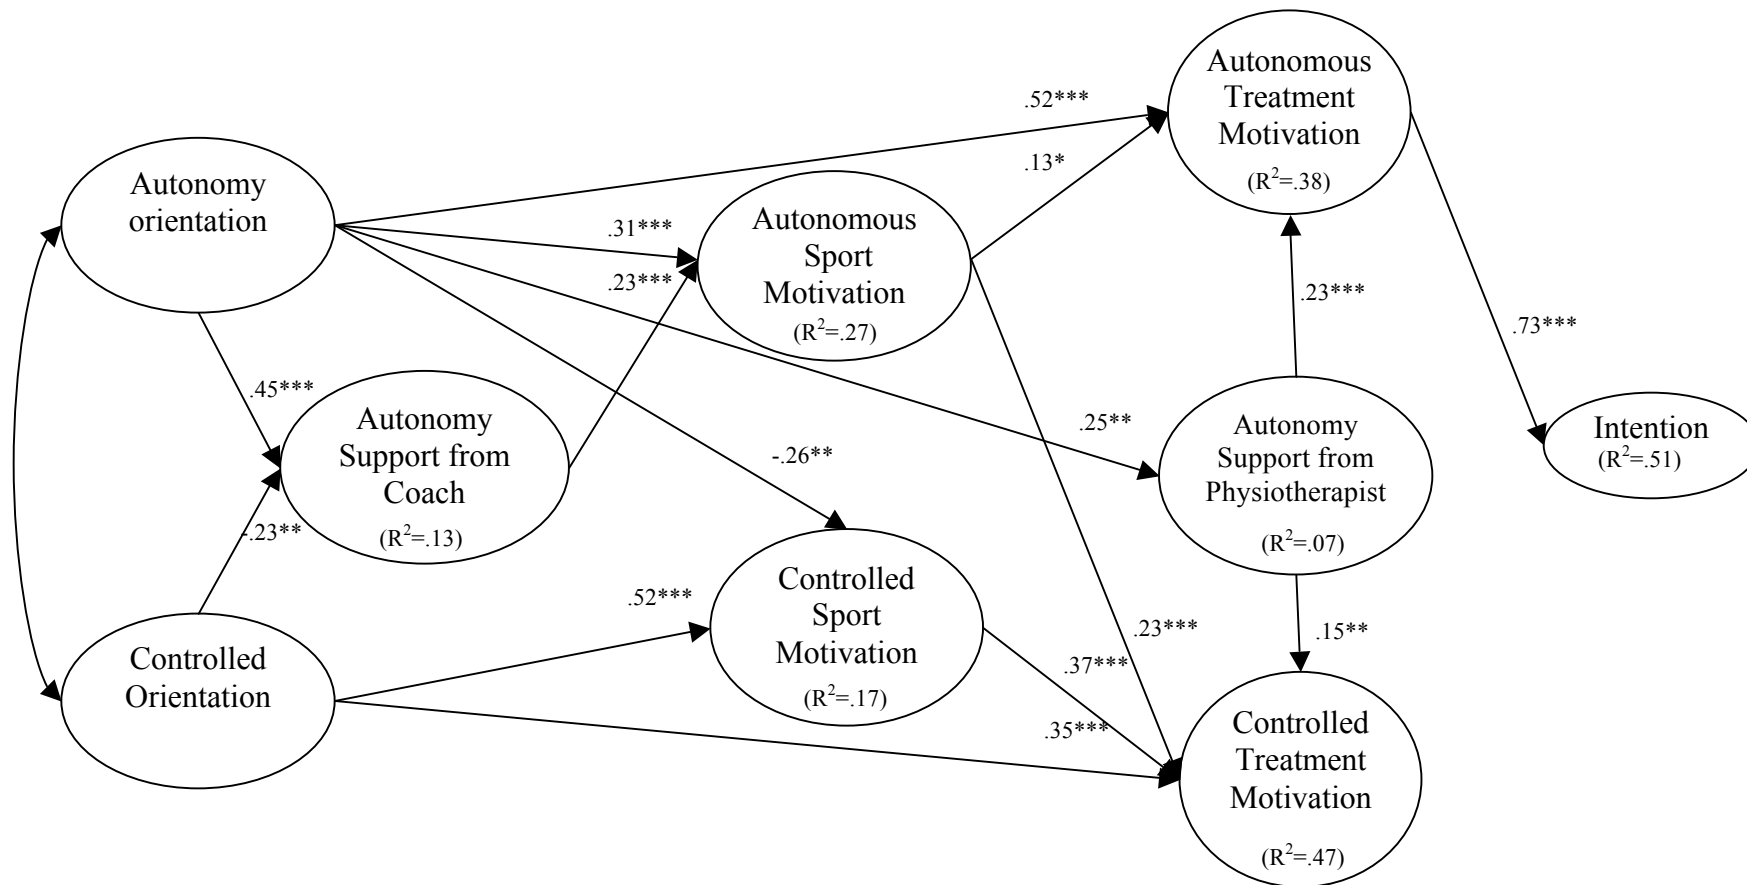 Autonomous
Treatment
Motivation
(R²=.38)
.52***
.13*
Autonomy
orientation
.31***
.23***
Autonomous
Sport
Motivation
(R²=.27)
.23***
.73***
.45***
Autonomy
Support from
Coach
(R²=.13)
-.26**
.25**
Autonomy
Support from
Physiotherapist
(R²=.07)
Intention
(R²=.51)
-.23**
.52***
Controlled
Sport
Motivation
(R²=.17)
.23***
.37***
.15**
Controlled
Orientation
.35***
Controlled
Treatment
Motivation
(R²=.47)